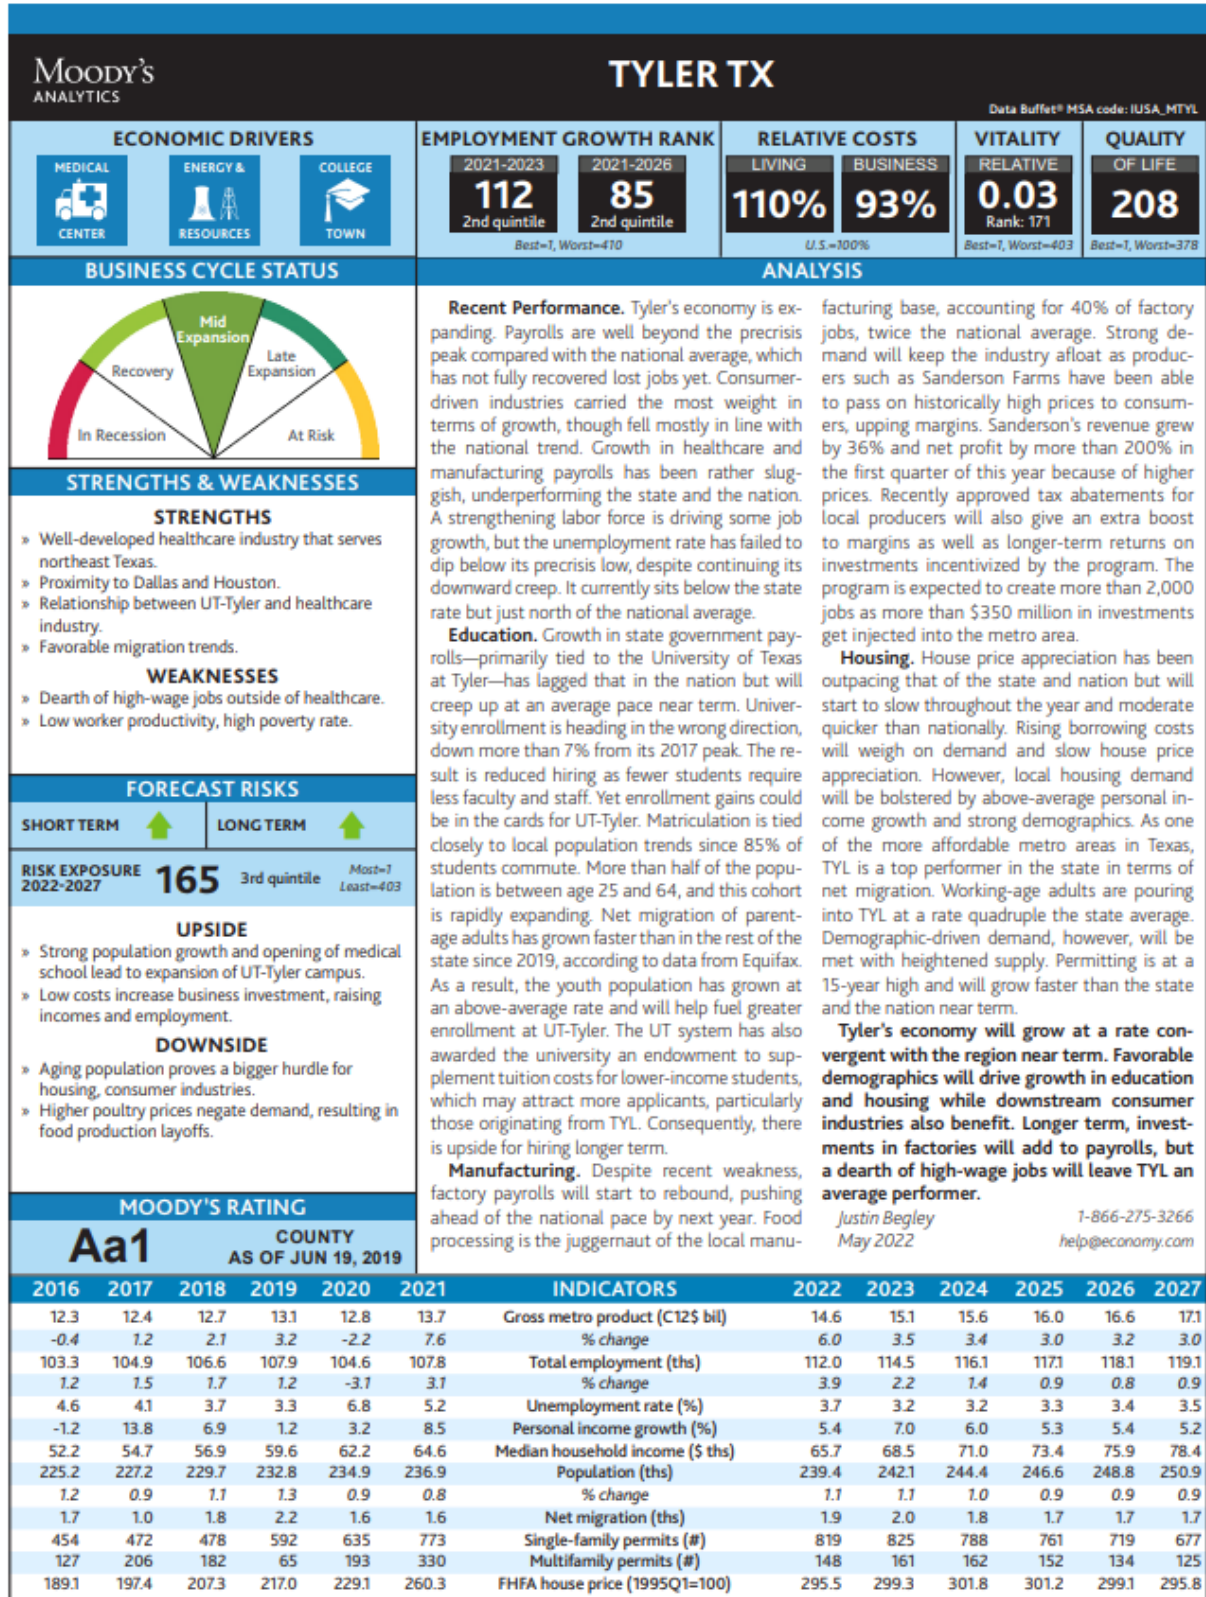 MOODY'S
ANALYTICS
TYLER TX
Data Buffet® MSA code: IUSA_MTYL
ECONOMIC DRIVERS
MEDICAL
CENTER
ENERGY &
RESOURCES
COLLEGE
TOWN
EMPLOYMENT GROWTH RANK
2021-2023
112
2nd quintile
2021-2026
85
2nd quintile
Best=1, Worst=410
RELATIVE COSTS
LIVING
110%
BUSINESS
93%
U.S.=100%
VITALITY
RELATIVE
0.03
Rank: 171
Best=1, Worst=403
QUALITY
OF LIFE
208
Best=1, Worst=378
BUSINESS CYCLE STATUS
Mid
Expansion
Recovery
Late
Expansion
In Recession
At Risk
STRENGTHS & WEAKNESSES
STRENGTHS
» Well-developed healthcare industry that serves
northeast Texas.
» Proximity to Dallas and Houston.
» Relationship between UT-Tyler and healthcare
industry.
» Favorable migration trends.
WEAKNESSES
» Dearth of high-wage jobs outside of healthcare.
» Low worker productivity, high poverty rate.
FORECAST RISKS
SHORT TERM
LONG TERM
RISK EXPOSURE
2022-2027
165
3rd quintile
Most=1
Least=403
UPSIDE
» Strong population growth and opening of medical
school lead to expansion of UT-Tyler campus.
» Low costs increase business investment, raising
incomes and employment.
DOWNSIDE
» Aging population proves a bigger hurdle for
housing, consumer industries.
» Higher poultry prices negate demand, resulting in
food production layoffs.
MOODY'S RATING
Aa1
COUNTY
AS OF JUN 19, 2019
ANALYSIS
Recent Performance. Tyler's economy is ex-
panding. Payrolls are well beyond the precrisis
peak compared with the national average, which
has not fully recovered lost jobs yet. Consumer-
driven industries carried the most weight in
terms of growth, though fell mostly in line with
the national trend. Growth in healthcare and
manufacturing payrolls has been rather slug-
gish, underperforming the state and the nation.
A strengthening labor force is driving some job
growth, but the unemployment rate has failed to
dip below its precrisis low, despite continuing its
downward creep. It currently sits below the state
rate but just north of the national average.
Education. Growth in state government pay-
rolls—primarily tied to the University of Texas
at Tyler—has lagged that in the nation but will
creep up at an average pace near term. Univer-
sity enrollment is heading in the wrong direction,
down more than 7% from its 2017 peak. The re-
sult is reduced hiring as fewer students require
less faculty and staff. Yet enrollment gains could
be in the cards for UT-Tyler. Matriculation is tied
closely to local population trends since 85% of
students commute. More than half of the popu-
lation is between age 25 and 64, and this cohort
is rapidly expanding. Net migration of parent-
age adults has grown faster than in the rest of the
state since 2019, according to data from Equifax.
As a result, the youth population has grown at
an above-average rate and will help fuel greater
enrollment at UT-Tyler. The UT system has also
awarded the university an endowment to sup-
plement tuition costs for lower-income students,
which may attract more applicants, particularly
those originating from TYL. Consequently, there
is upside for hiring longer term.
Manufacturing. Despite recent weakness,
factory payrolls will start to rebound, pushing
ahead of the national pace by next year. Food
processing is the juggernaut of the local manu-
facturing base, accounting for 40% of factory
jobs, twice the national average. Strong de-
mand will keep the industry afloat as produc-
ers such as Sanderson Farms have been able
to pass on historically high prices to consum-
ers, upping margins. Sanderson's revenue grew
by 36% and net profit by more than 200% in
the first quarter of this year because of higher
prices. Recently approved tax abatements for
local producers will also give an extra boost
to margins as well as longer-term returns on
investments incentivized by the program. The
program is expected to create more than 2,000
jobs as more than $350 million in investments
get injected into the metro area.
Housing. House price appreciation has been
outpacing that of the state and nation but will
start to slow throughout the year and moderate
quicker than nationally. Rising borrowing costs
will weigh on demand and slow house price
appreciation. However, local housing demand
will be bolstered by above-average personal in-
come growth and strong demographics. As one
of the more affordable metro areas in Texas,
TYL is a top performer in the state in terms of
net migration. Working-age adults are pouring
into TYL at a rate quadruple the state average.
Demographic-driven demand, however, will be
met with heightened supply. Permitting is at a
15-year high and will grow faster than the state
and the nation near term.
Tyler's economy will grow at a rate con-
vergent with the region near term. Favorable
demographics will drive growth in education
and housing while downstream consumer
industries also benefit. Longer term, invest-
ments in factories will add to payrolls, but
a dearth of high-wage jobs will leave TYL an
average performer.
Justin Begley 1-866-275-3266
May 2022 help@economy.com
2016 2017 2018 2019 2020 2021 INDICATORS 2022 2023 2024 2025 2026 2027
12.3 12.4 12.7 13.1 12.8 13.7 Gross metro product (C12$ bil) 14.6 15.1 15.6 16.0 16.6 17.1
-0.4 1.2 2.1 3.2 -2.2 7.6 % change 6.0 3.5 3.4 3.0 3.2 3.0
103.3 104.9 106.6 107.9 104.6 107.8 Total employment (ths) 112.0 114.5 116.1 117.1 118.1 119.1
1.2 1.5 1.7 1.2 -3.1 3.1 % change 3.9 2.2 1.4 0.9 0.8 0.9
4.6 4.1 3.7 3.3 6.8 5.2 Unemployment rate (%) 3.7 3.2 3.2 3.3 3.4 3.5
-1.2 13.8 6.9 1.2 3.2 8.5 Personal income growth (%) 5.4 7.0 6.0 5.3 5.4 5.2
52.2 54.7 56.9 59.6 62.2 64.6 Median household income ($ ths) 65.7 68.5 71.0 73.4 75.9 78.4
225.2 227.2 229.7 232.8 234.9 236.9 Population (ths) 239.4 242.1 244.4 246.6 248.8 250.9
1.2 0.9 1.1 1.3 0.9 0.8 % change 1.1 1.1 1.0 0.9 0.9 0.9
1.7 1.0 1.8 2.2 1.6 1.6 Net migration (ths) 1.9 2.0 1.8 1.7 1.7 1.7
454 472 478 592 635 773 Single-family permits (#) 819 825 788 761 719 677
127 206 182 65 193 330 Multifamily permits (#) 148 161 162 152 134 125
189.1 197.4 207.3 217.0 229.1 260.3 FHFA house price (1995Q1=100) 295.5 299.3 301.8 301.2 299.1 295.8